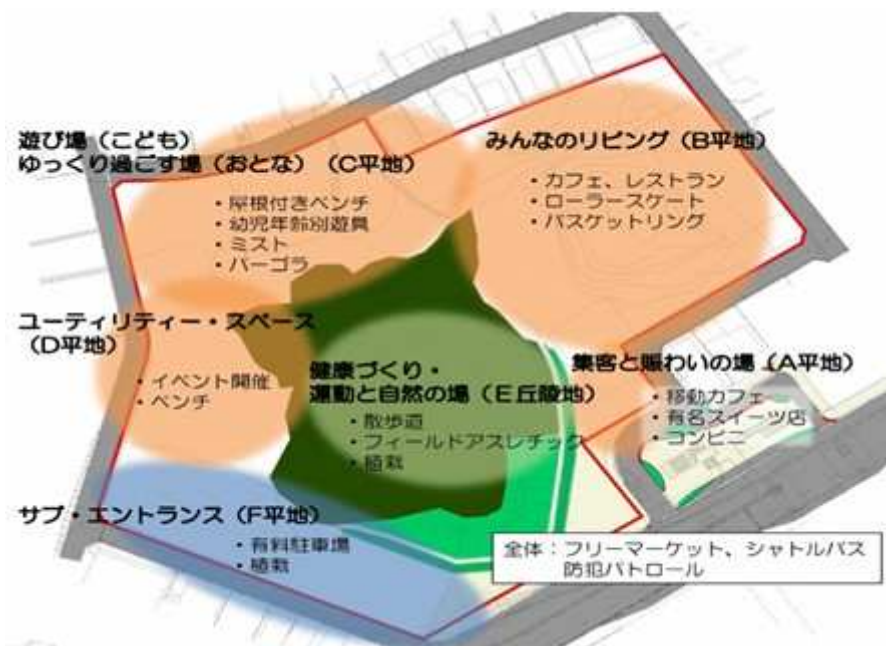 遊び場（こども）
ゆっくり過ごす場（おとな）（C平地）
・屋根付きベンチ
・幼児年齢別遊具
・ミスト
・パーゴラ
みんなのリビング（B平地）
・カフェ、レストラン
・ローラースケート
・バスケットリング
ユーティリティー・スペース
（D平地）
・イベント開催
・ベンチ
健康づくり・
運動と自然の場（E丘陵地）
・散歩道
・フィールドアスレチック
・植栽
集客と賑わいの場（A平地）
・移動カフェ
・有名スイーツ店
・コンビニ
サブ・エントランス（F平地）
・有料駐車場
・植栽
全体：フリーマーケット、シャトルバス
防犯パトロール